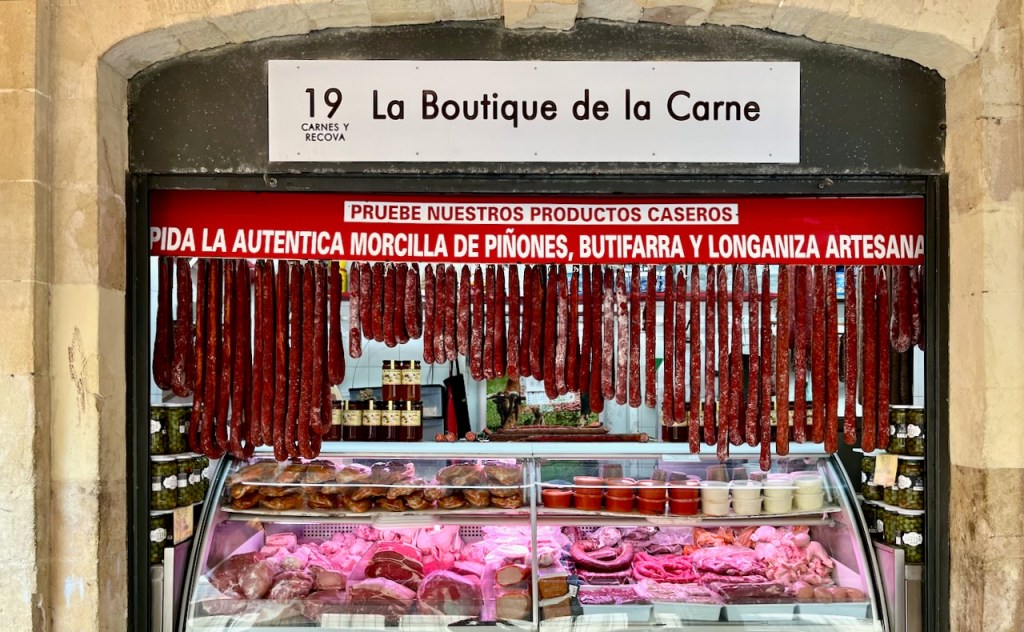 19 La Boutique de la Carne
CARNES Y
RECOVA
PRUEBE NUESTROS PRODUCTOS CASEROS
PIDA LA AUTENTICA MORCILLA DE PIÑONES, BUTIFARRA Y LONGANIZA ARTESANA